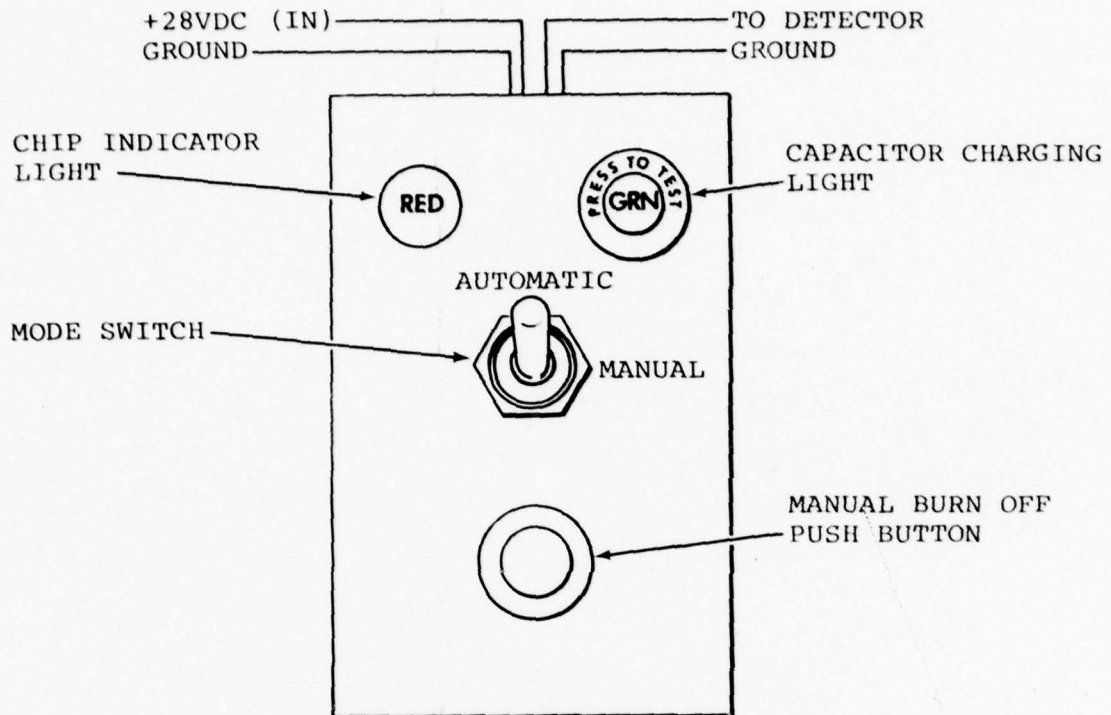 +28VDC (IN)
TO DETECTOR
GROUND
GROUND
CHIP INDICATOR
LIGHT
RED
PRESS TO TEST
GRN
CAPACITOR CHARGING
LIGHT
AUTOMATIC
MODE SWITCH
MANUAL
MANUAL BURN OFF
PUSH BUTTON